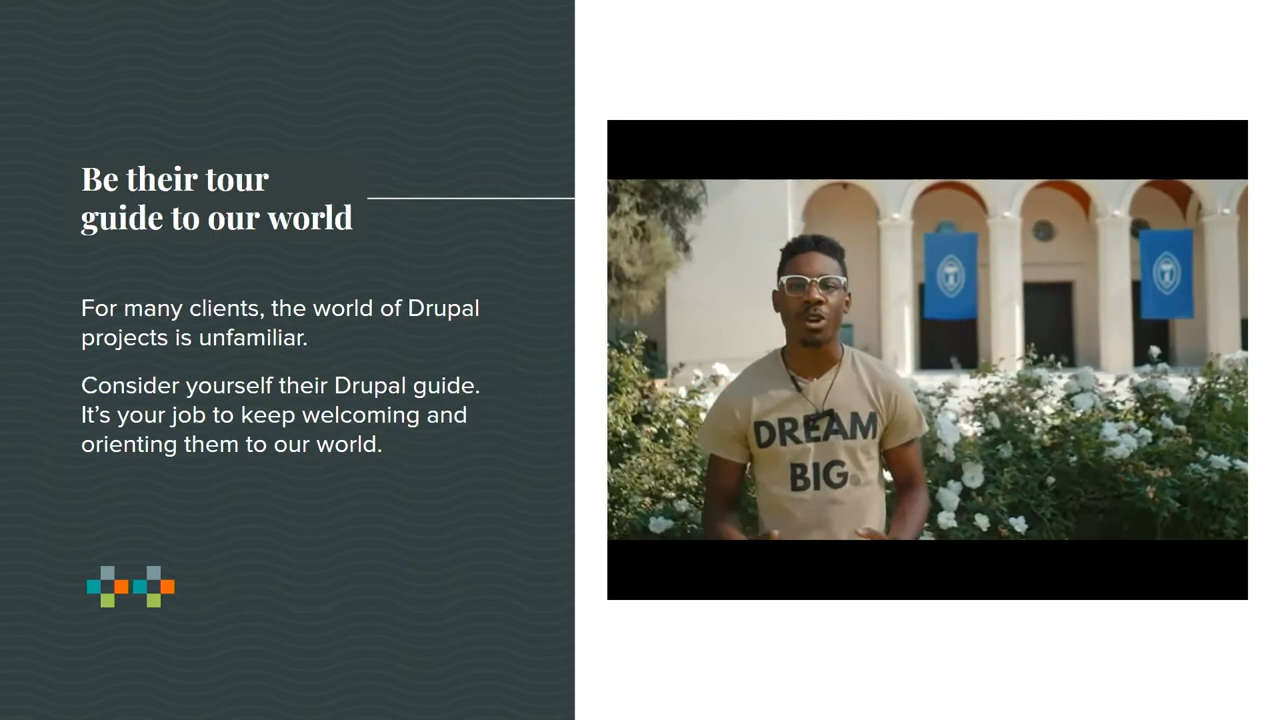 Be their tour
guide to our world
For many clients, the world of Drupal
projects is unfamiliar.
Consider yourself their Drupal guide.
It’s your job to keep welcoming and
orienting them to our world.
DREAM
BIG.